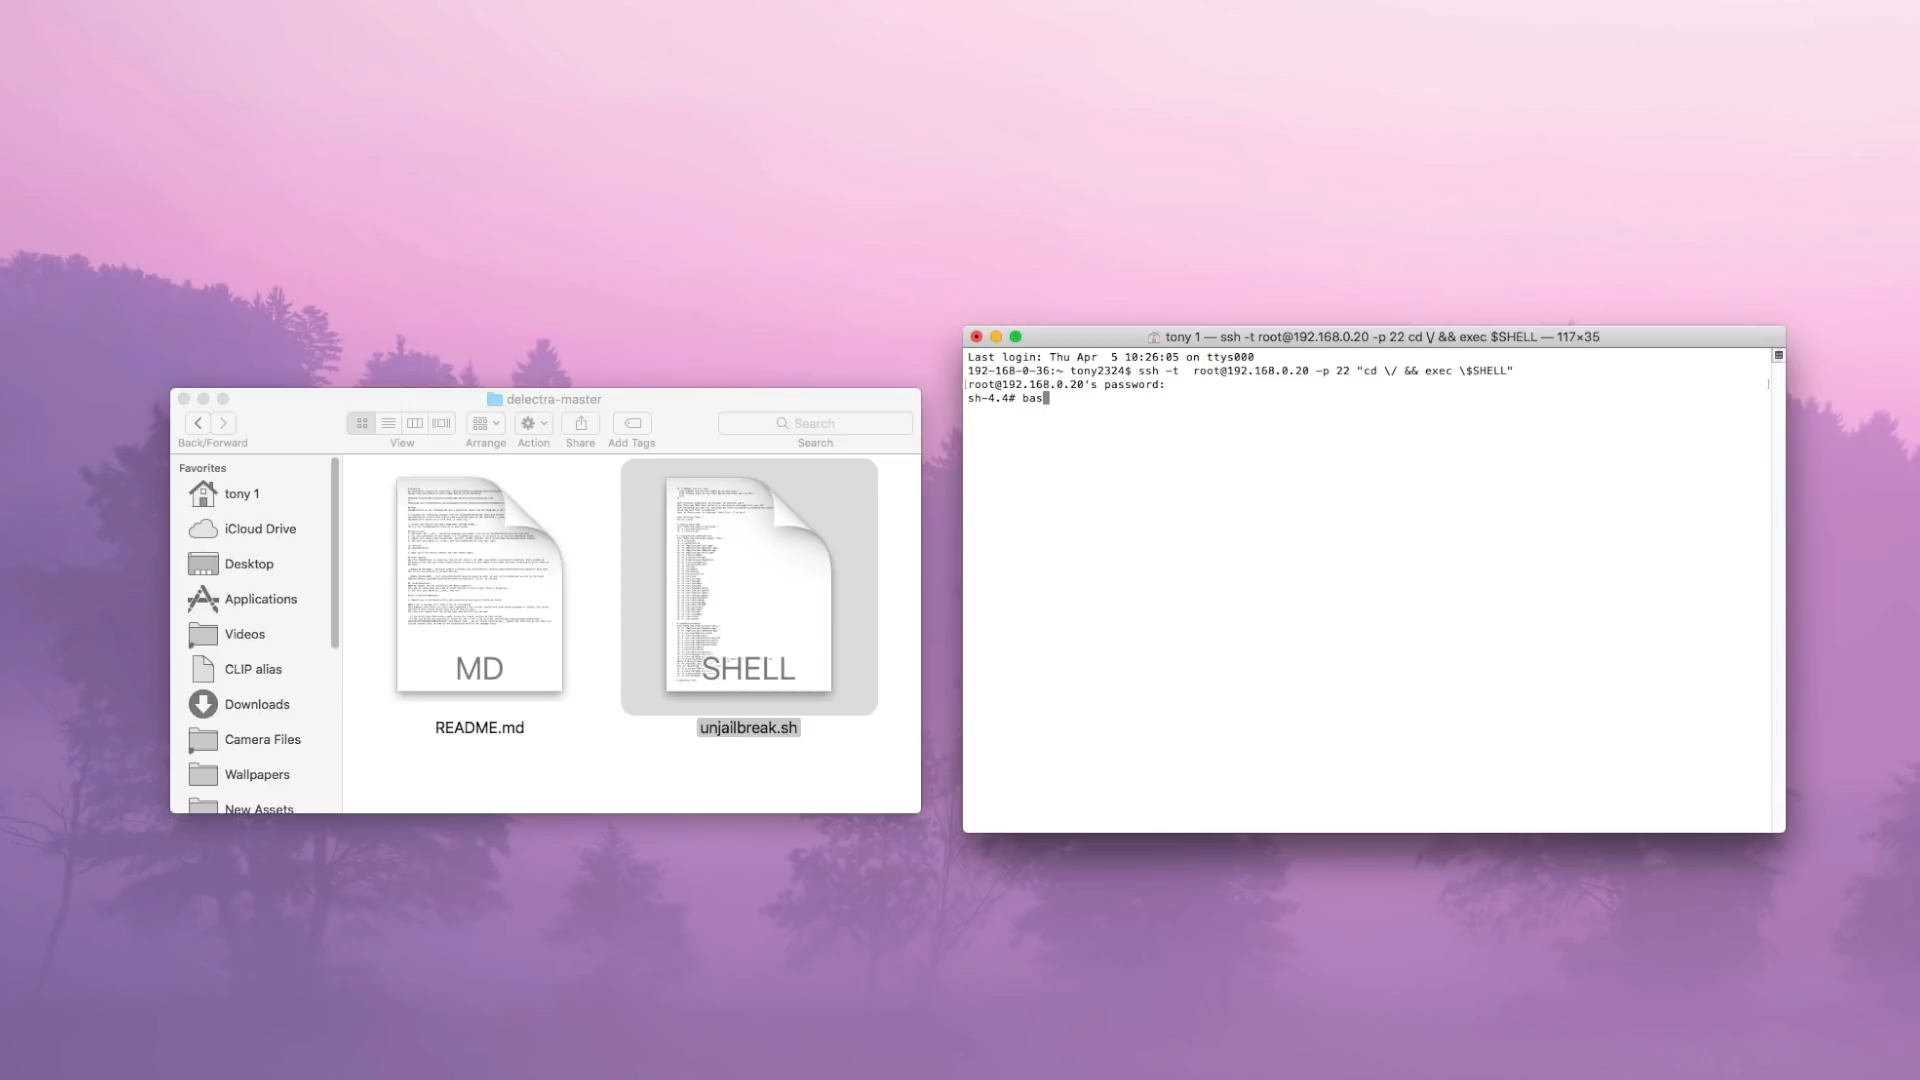 delectra-master
Search
Back/Forward
View
Arrange
Action
Share
Add Tags
Search
Favorites
tony 1
iCloud Drive
Desktop
Applications
Videos
CLIP alias
Downloads
Camera Files
Wallpapers
New Assets
MD
README.md
SHELL
unjailbreak.sh
tony 1 — ssh -t root@192.168.0.20 -p 22 cd \/ && exec $SHELL — 117×35
Last login: Thu Apr  5 10:26:05 on ttys000
192-168-0-36:~ tony2324$ ssh -t  root@192.168.0.20 -p 22 "cd \/ && exec \$SHELL"
[root@192.168.0.20's password: ]
sh-4.4# bas